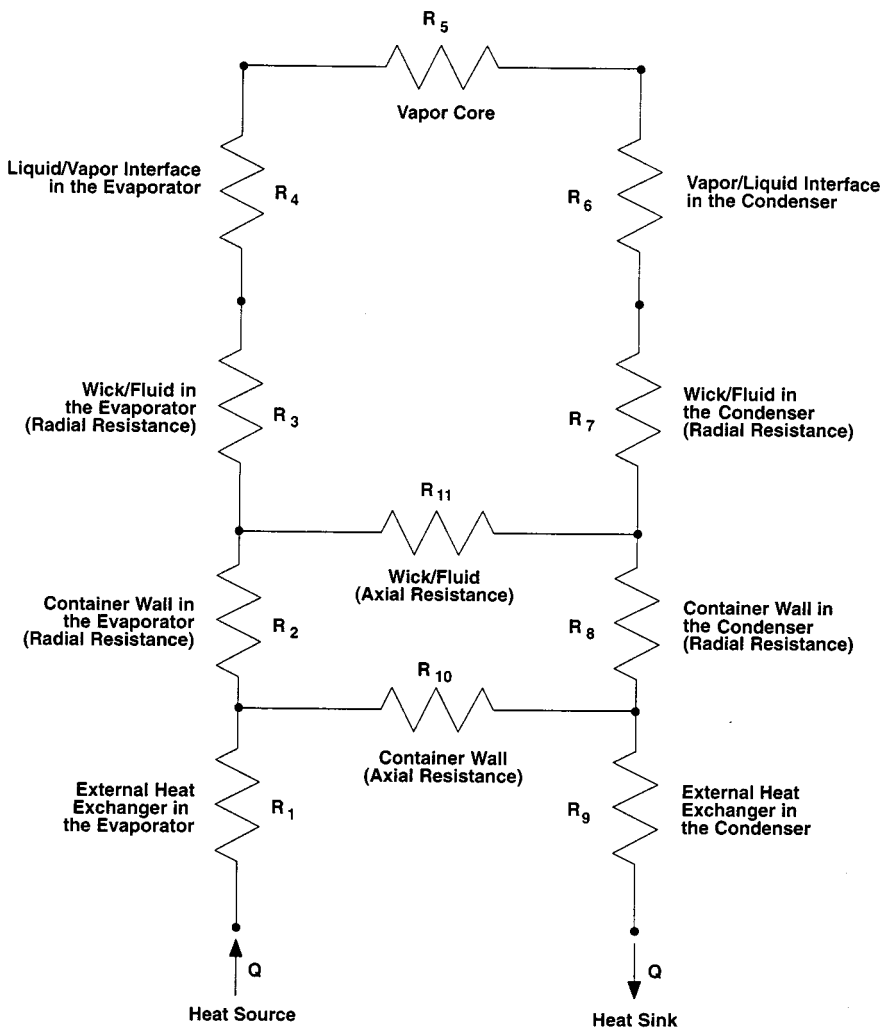 R5
Vapor Core
Liquid/Vapor Interface
in the Evaporator
R4
R6
Vapor/Liquid Interface
in the Condenser
Wick/Fluid in
the Evaporator
(Radial Resistance)
R3
R7
Wick/Fluid in
the Condenser
(Radial Resistance)
R11
Wick/Fluid
(Axial Resistance)
Container Wall in
the Evaporator
(Radial Resistance)
R2
R8
Container Wall in
the Condenser
(Radial Resistance)
R10
Container Wall
(Axial Resistance)
External Heat
Exchanger in
the Evaporator
R1
R9
External Heat
Exchanger in
the Condenser
Q
Heat Source
Q
Heat Sink